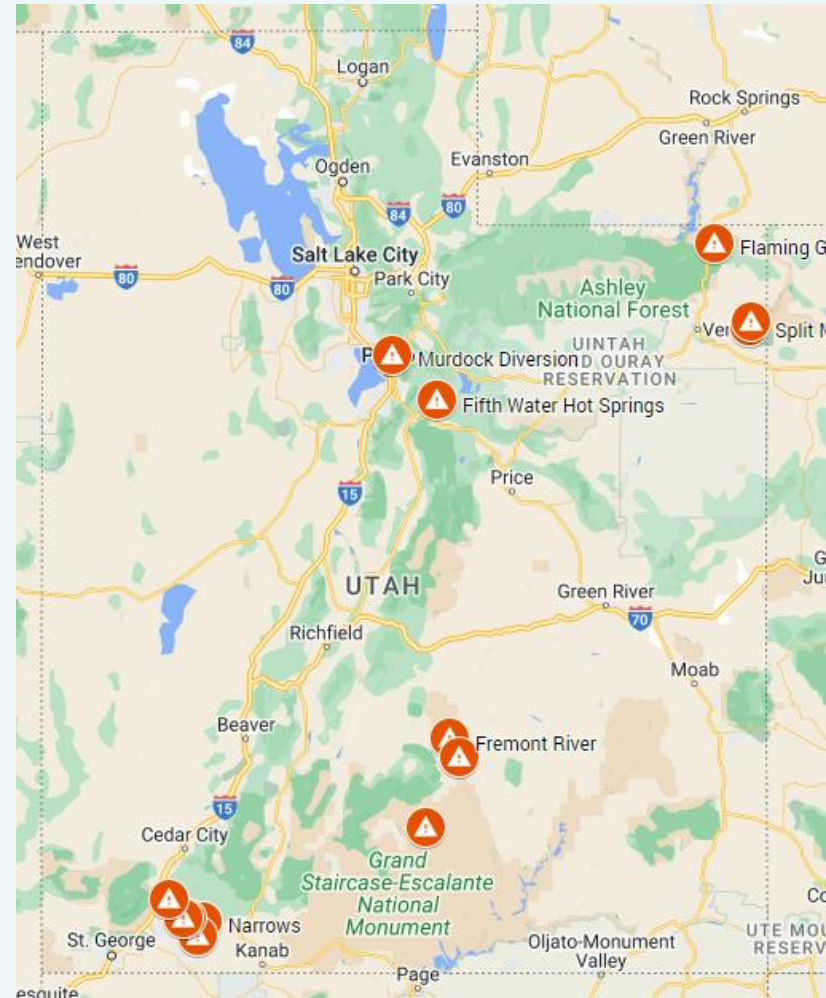 84
Logan
Rock Springs
Green River
Evanston
Ogden
84
80
West
endover
80
Salt Lake City
80
Park City
Flaming G
Ashley
National Forest
Ver
Split M
UINTAH
D OURAY
RESERVATION
P
Murdock Diversion
Fifth Water Hot Springs
Price
15
UTAH
Green River
G
Ju
70
Richfield
Moab
Beaver
Fremont River
15
Cedar City
Grand
Staircase-Escalante
National
Monument
Co
Narrows
St. George
Kanab
Oljato-Monument
Valley
UTE MOU
RESERV
Page
esquite